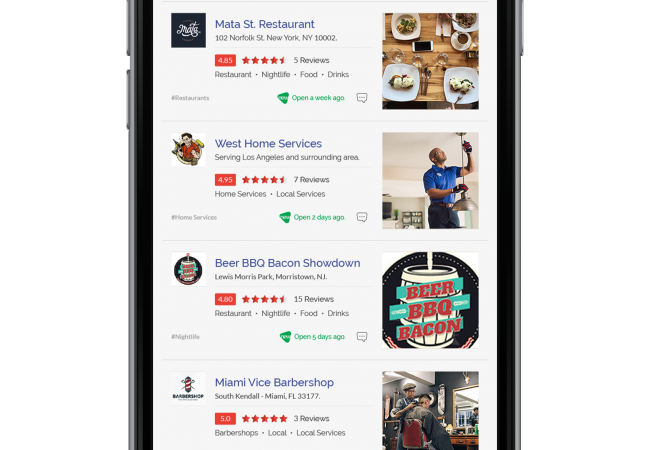 Mata St. Restaurant
mata
102 Norfolk St. New York, NY 10002.
4.85 5 Reviews
Restaurant • Nightlife • Food • Drinks
#Restaurants
new Open a week ago.
West Home Services
Serving Los Angeles and surrounding area.
4.95 7 Reviews
Home Services • Local Services
#Home Services
new Open 2 days ago.
Beer BBQ Bacon Showdown
Lewis Morris Park, Morristown, NJ.
4.80 15 Reviews
Restaurant • Nightlife • Food • Drinks
#Nightlife
new Open 5 days ago.
BEER
BBQ
BACON
Miami Vice Barbershop
BARBERSHOP
South Kendall - Miami, FL 33177.
5.0 3 Reviews
Barbershops • Local • Local Services